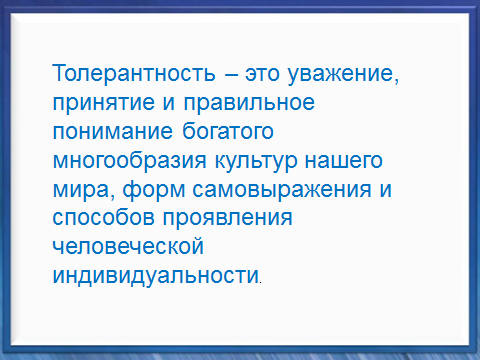 Толерантность – это уважение,
принятие и правильное
понимание богатого
многообразия культур нашего
мира, форм самовыражения и
способов проявления
человеческой
индивидуальности.